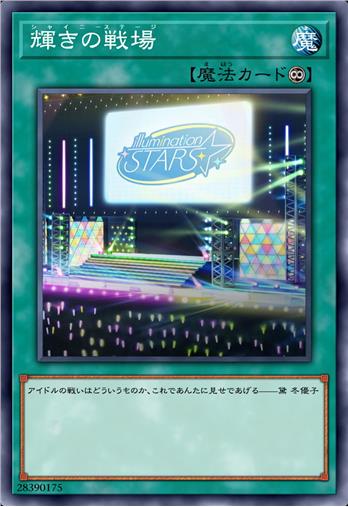 シャイニーステージ
輝きの戦場
魔
まほう
【魔法カード】
illumination
STARS
アイドルの戦いはどういうものか、これであんたに見せてあげる——黛 冬優子
28390175